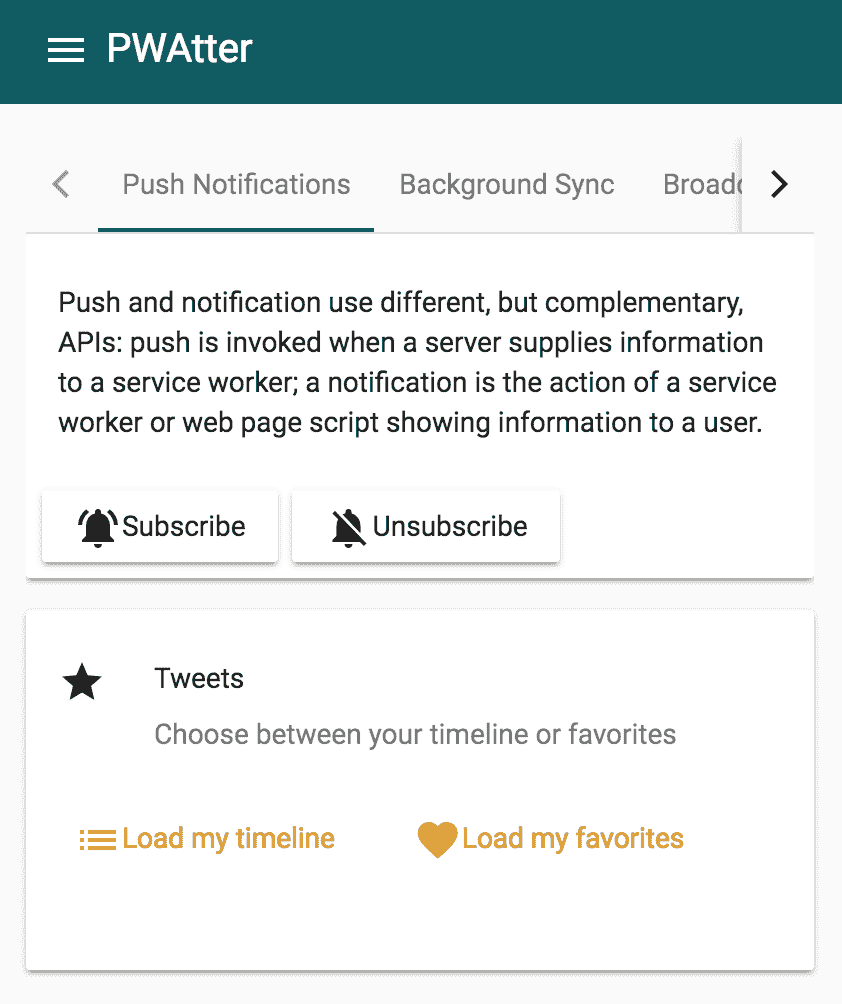 PWAtter
Push Notifications Background Sync
Push and notification use different, but complementary,
APIs: push is invoked when a server supplies information
to a service worker; a notification is the action of a service
worker or web page script showing information to a user.
Subscribe Unsubscribe
Tweets
Choose between your timeline or favorites
Load my timeline Load my favorites